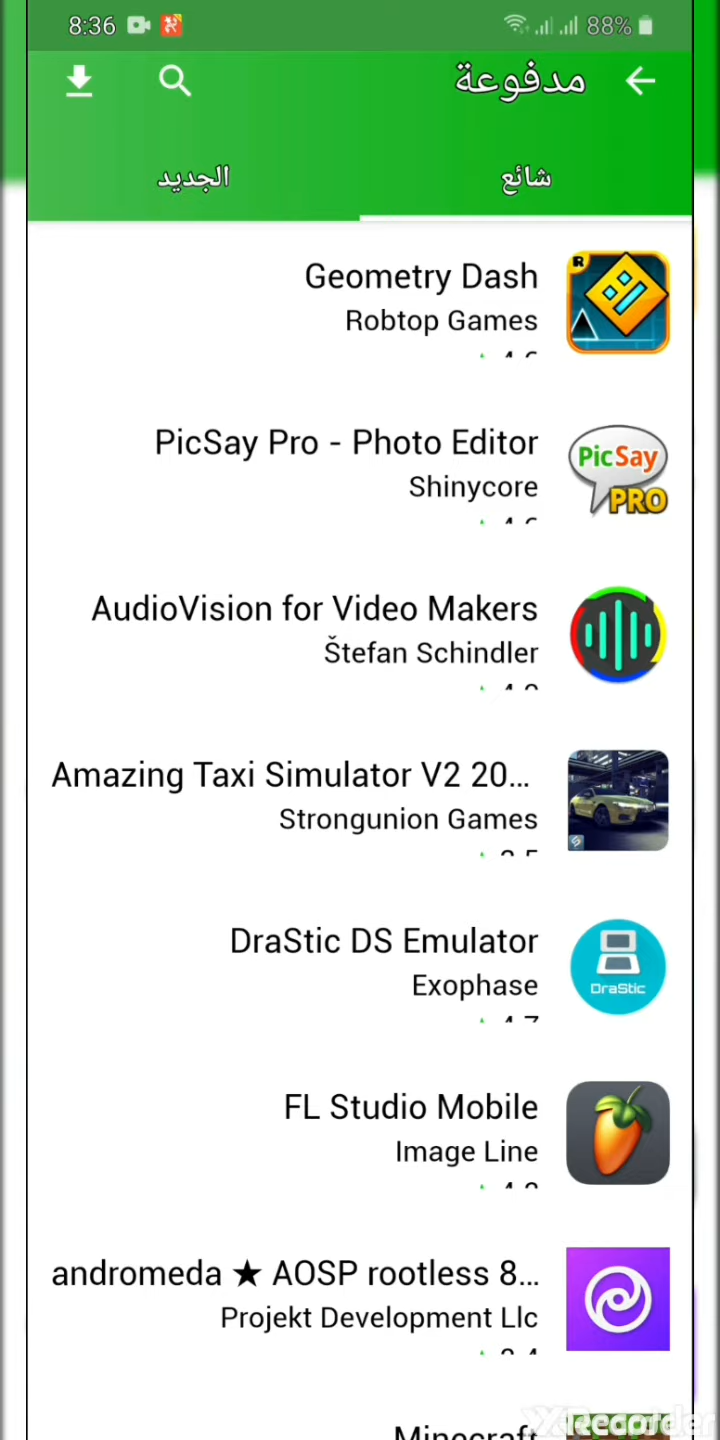 8:36 88%
مدفوعة
شائع
الجديد
Geometry Dash
Robtop Games
PicSay Pro - Photo Editor
Shinycore
PicSay
PRO
AudioVision for Video Makers
Štefan Schindler
Amazing Taxi Simulator V2 20...
Strongunion Games
DraStic DS Emulator
Exophase
DraStic
FL Studio Mobile
Image Line
andromeda ★ AOSP rootless 8...
Projekt Development Llc
Minecraft
XRecorder